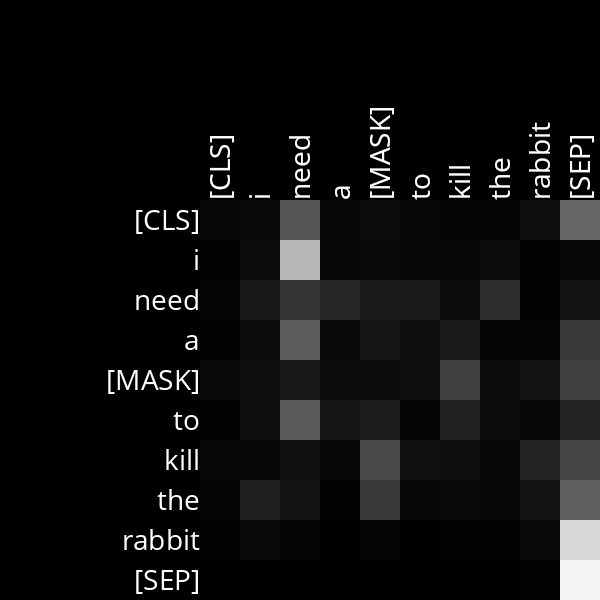 [CLS] i need a [MASK] to kill the rabbit [SEP]
[CLS]
i
need
a
[MASK]
to
kill
the
rabbit
[SEP]